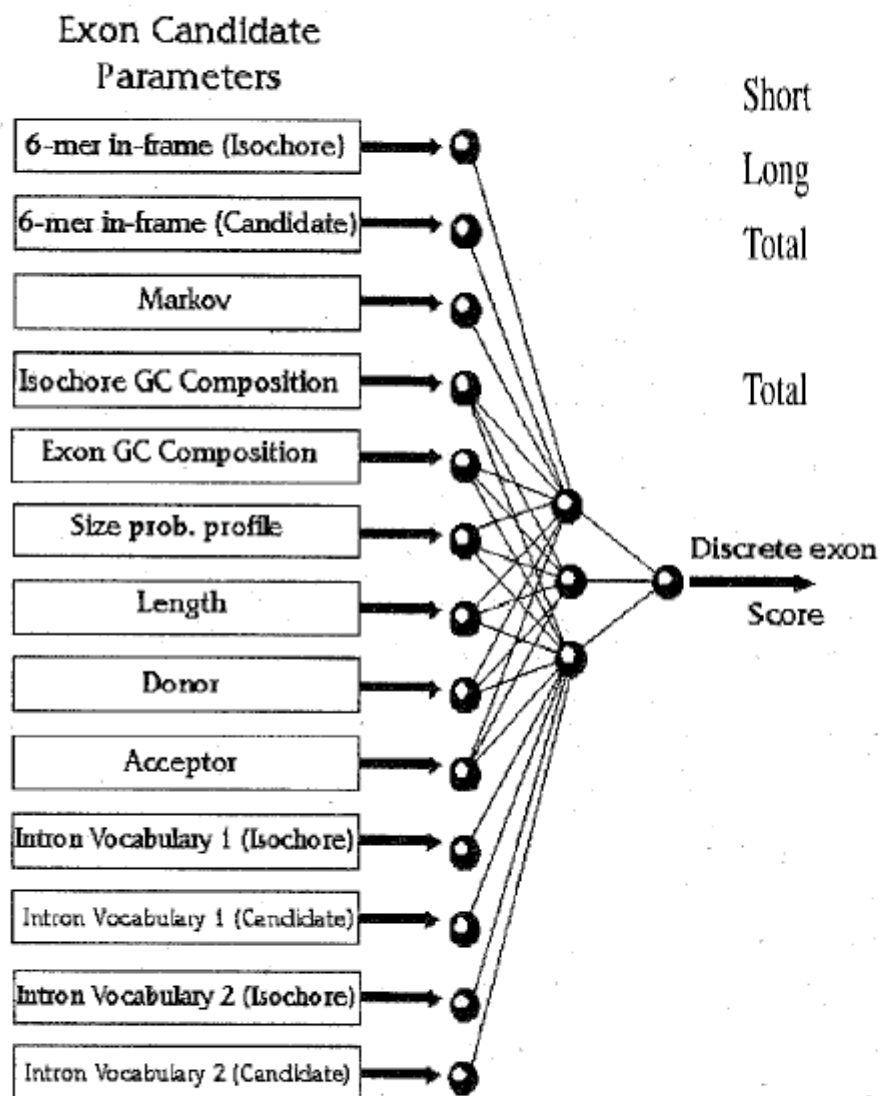 Exon Candidate
Parameters
6-mer in-frame (Isochore)
6-mer in-frame (Candidate)
Markov
Isochore GC Composition
Exon GC Composition
Size prob. profile
Length
Donor
Acceptor
Intron Vocabulary 1 (Isochore)
Intron Vocabulary 1 (Candidate)
Intron Vocabulary 2 (Isochore)
Intron Vocabulary 2 (Candidate)
Short
Long
Total
Total
Discrete exon
Score